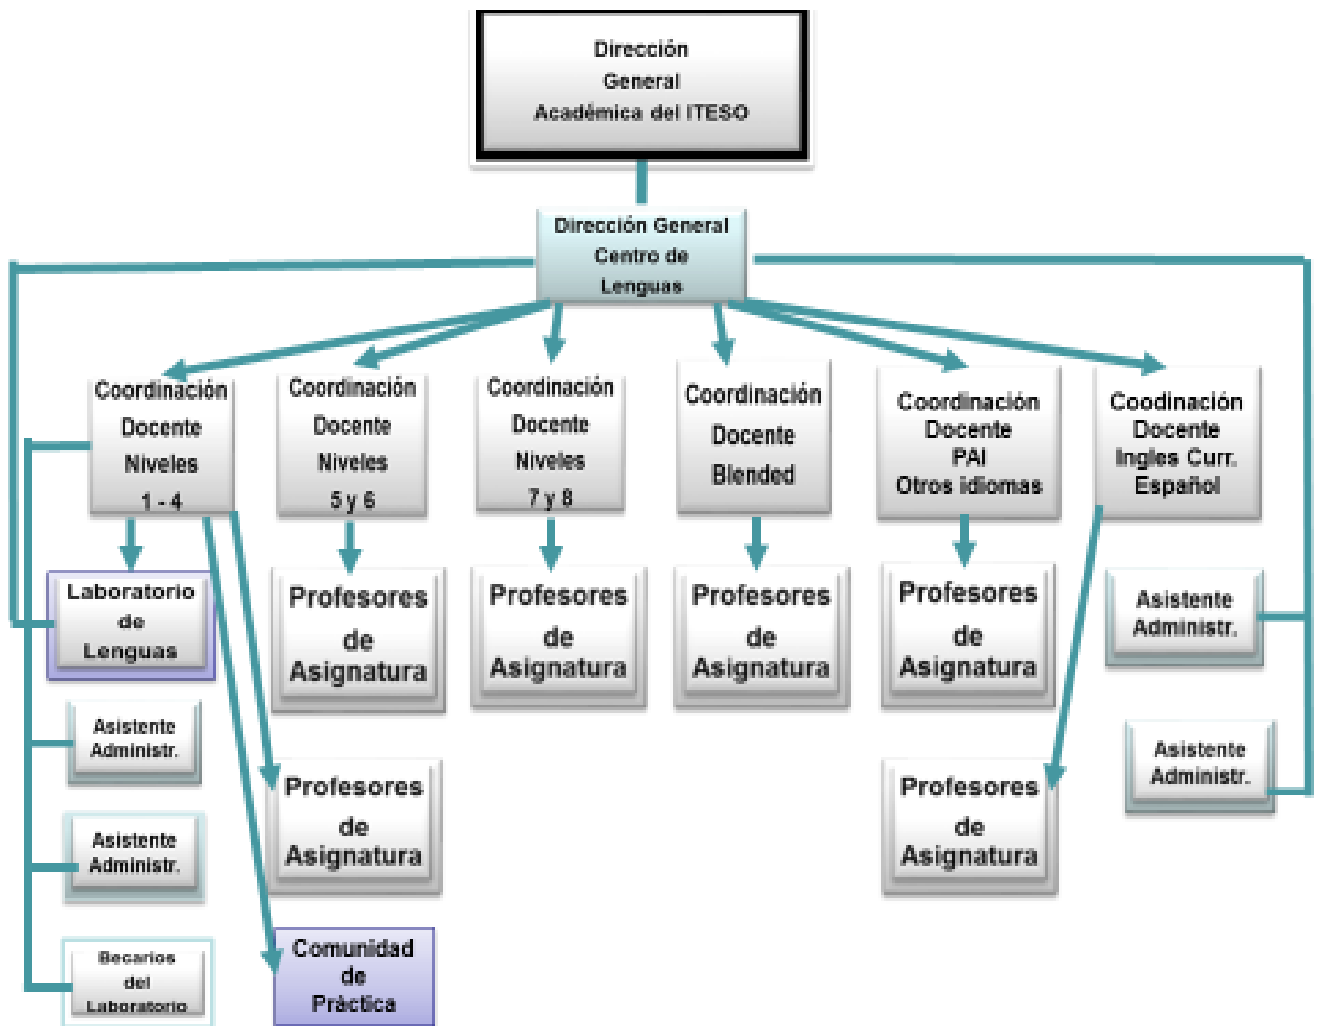 Dirección
General
Académica del ITESO
Dirección General
Centro de
Lenguas
Coordinación
Docente
Niveles
1 - 4
Coordinación
Docente
Niveles
5 y 6
Coordinación
Docente
Niveles
7 y 8
Coordinación
Docente
Blended
Coordinación
Docente
PAI
Otros idiomas
Coodinación
Docente
Ingles Curr.
Español
Laboratorio
de
Lenguas
Profesores
de
Asignatura
Profesores
de
Asignatura
Profesores
de
Asignatura
Profesores
de
Asignatura
Asistente
Administr.
Asistente
Administr.
Profesores
de
Asignatura
Profesores
de
Asignatura
Asistente
Administr.
Asistente
Administr.
Becarios
del
Laboratorio
Comunidad
de
Pràctica